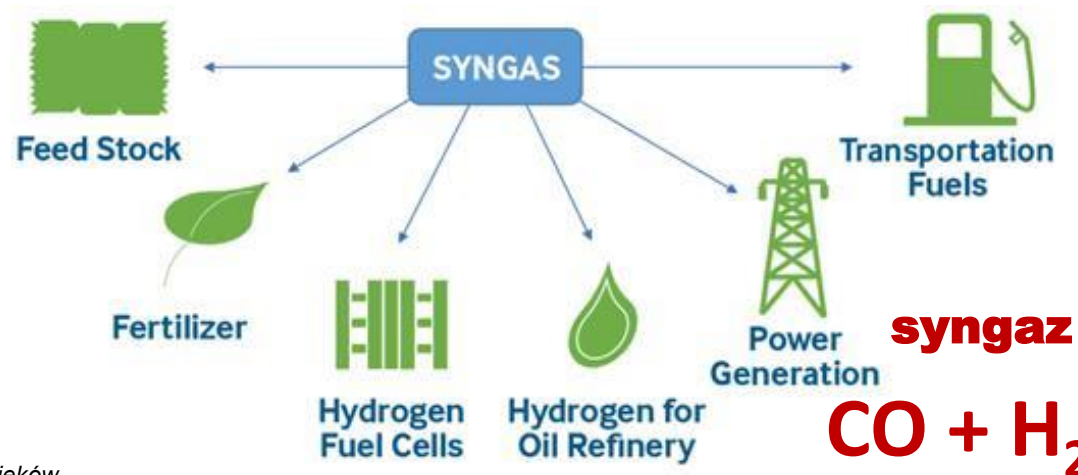 SYNGAS
Feed Stock
Transportation
Fuels
Fertilizer
Hydrogen
Fuel Cells
Hydrogen for
Oil Refinery
Power
Generation
syngaz
CO + H₂